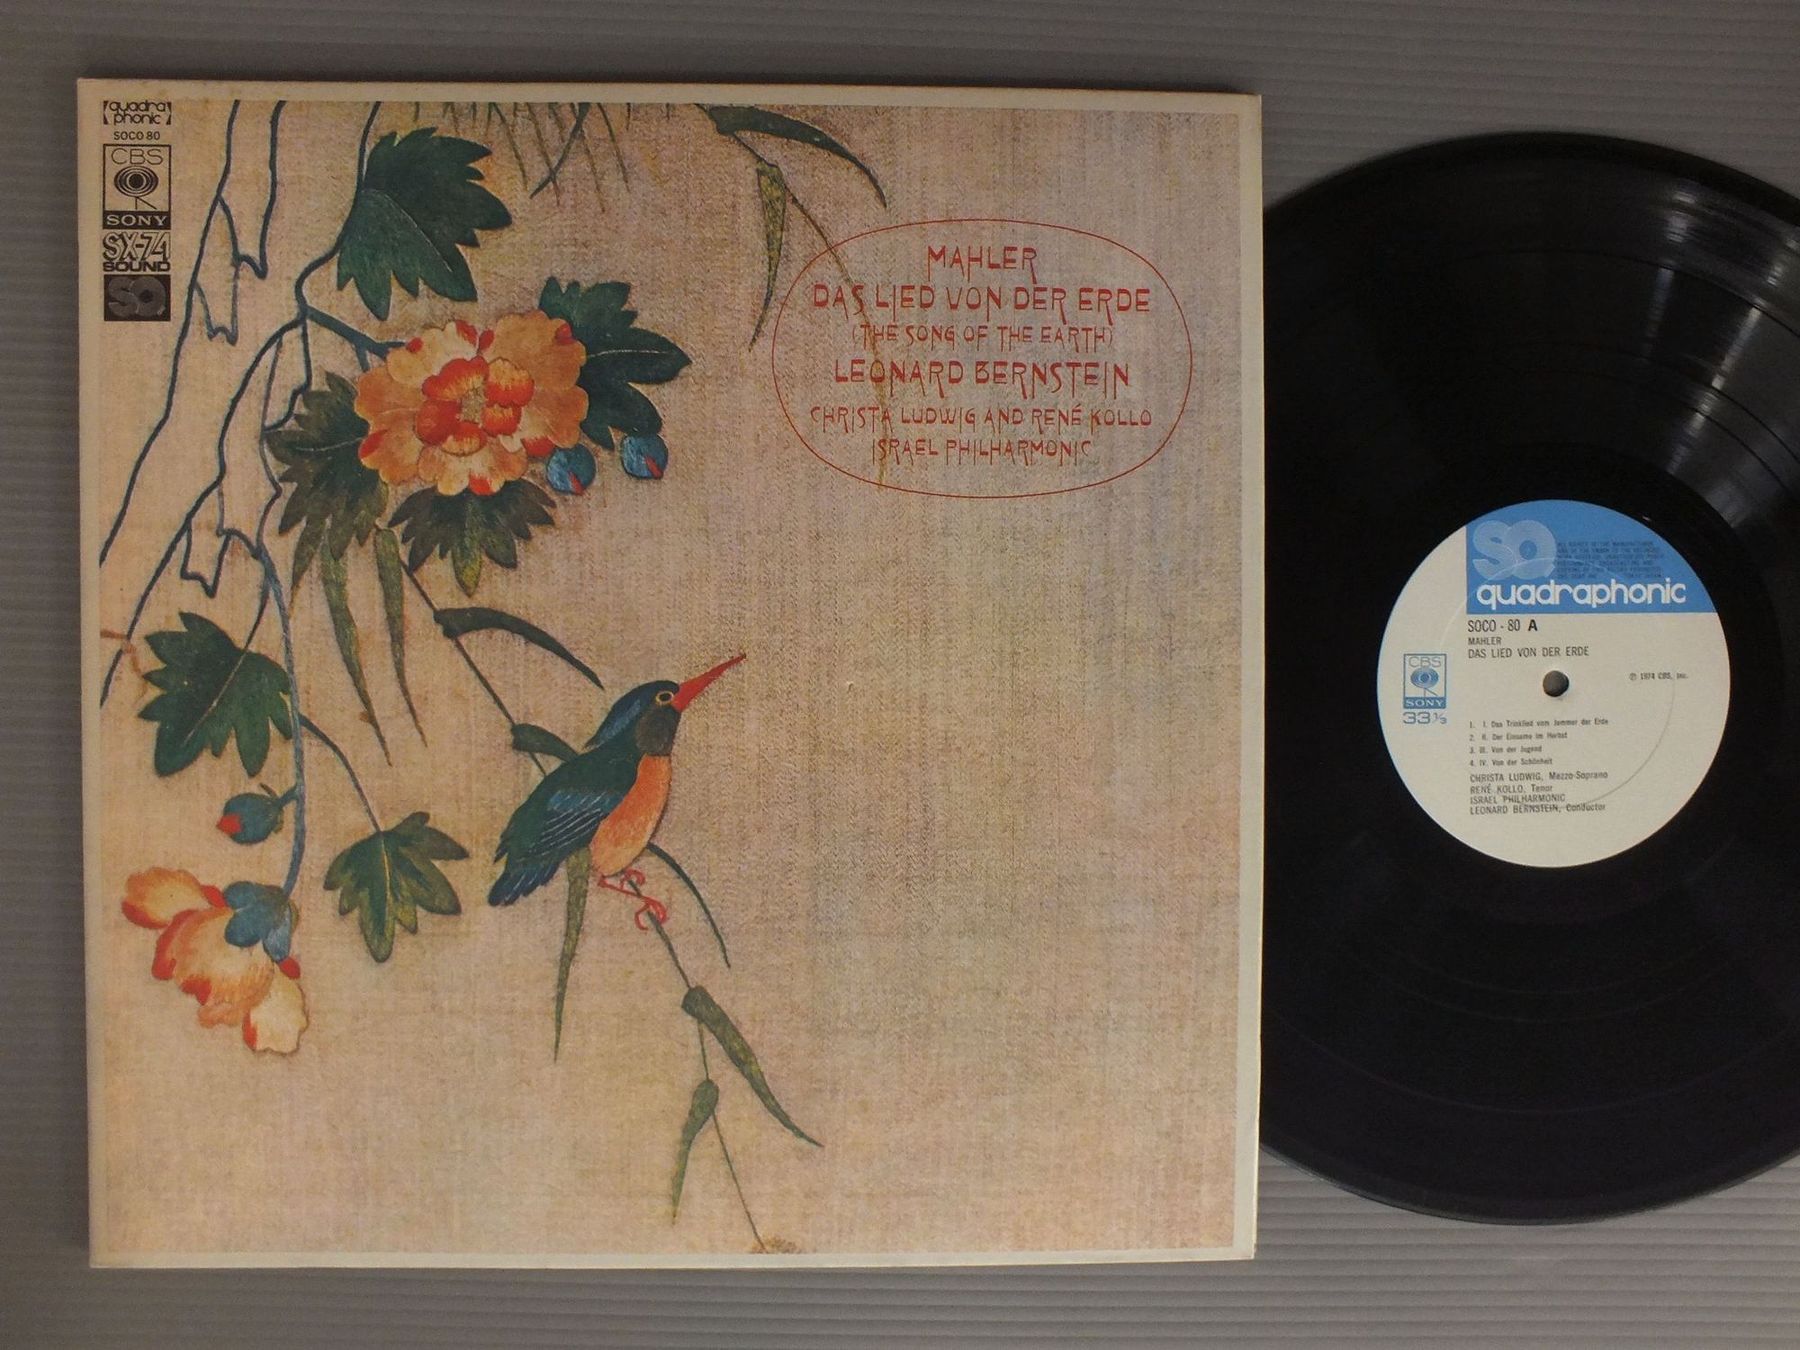 quadra
phonic
SOCO 80
CBS
SONY
SX-74
SOUND
SQ
MAHLER
DAS LIED VON DER ERDE
(THE SONG OF THE EARTH)
LEONARD BERNSTEIN
CHRISTA LUDWIG AND RENÉ KOLLO
ISRAEL PHILHARMONIC
SQ
quadraphonic
SOCO - 80 A
MAHLER
DAS LIED VON DER ERDE
CBS
SONY
33 1/3
℗ 1974 CBS, Inc.
1. I. Das Trinklied vom Jammer der Erde
2. II. Der Einsame im Herbst
3. III. Von der Jugend
4. IV. Von der Schönheit
CHRISTA LUDWIG, Mezzo-Soprano
RENÉ KOLLO, Tenor
ISRAEL PHILHARMONIC
LEONARD BERNSTEIN, Conductor